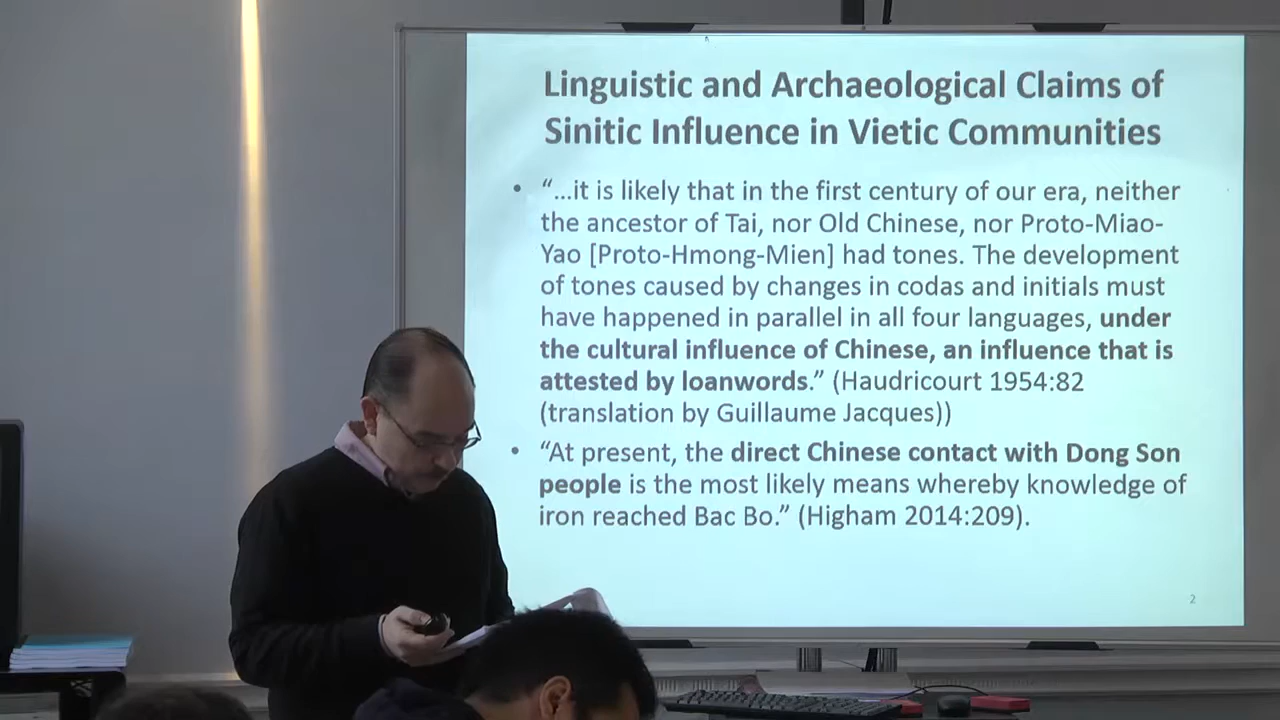 Linguistic and Archaeological Claims of
Sinitic Influence in Vietic Communities
• “…it is likely that in the first century of our era, neither
the ancestor of Tai, nor Old Chinese, nor Proto-Miao-
Yao [Proto-Hmong-Mien] had tones. The development
of tones caused by changes in codas and initials must
have happened in parallel in all four languages, under
the cultural influence of Chinese, an influence that is
attested by loanwords.” (Haudricourt 1954:82
(translation by Guillaume Jacques))
• “At present, the direct Chinese contact with Dong Son
people is the most likely means whereby knowledge of
iron reached Bac Bo.” (Higham 2014:209).
2